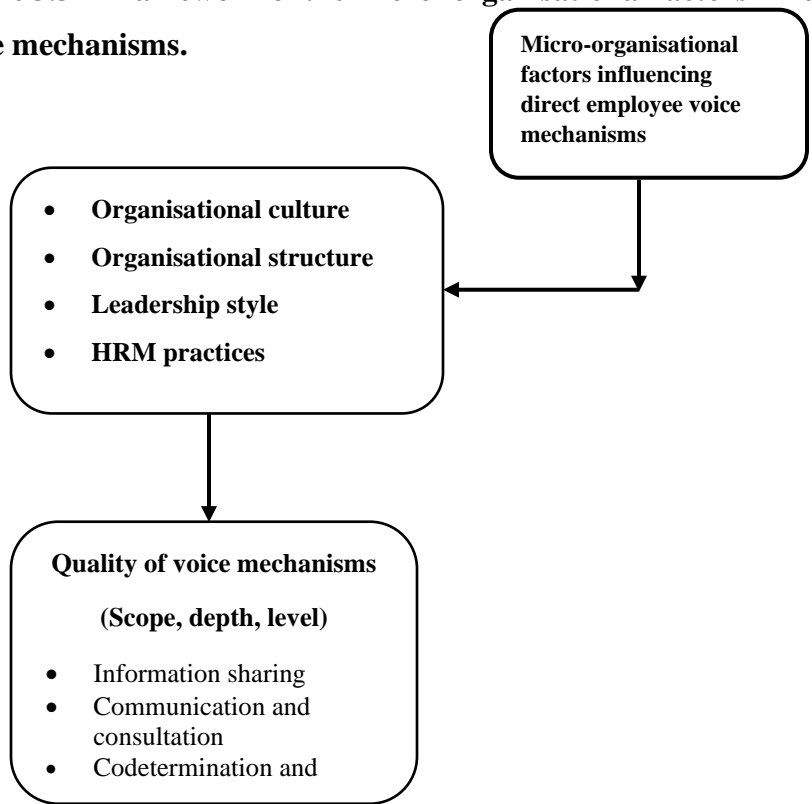 mechanisms.
Micro-organisational
factors influencing
direct employee voice
mechanisms
• Organisational culture
• Organisational structure
• Leadership style
• HRM practices
Quality of voice mechanisms
(Scope, depth, level)
• Information sharing
• Communication and
consultation
• Codetermination and